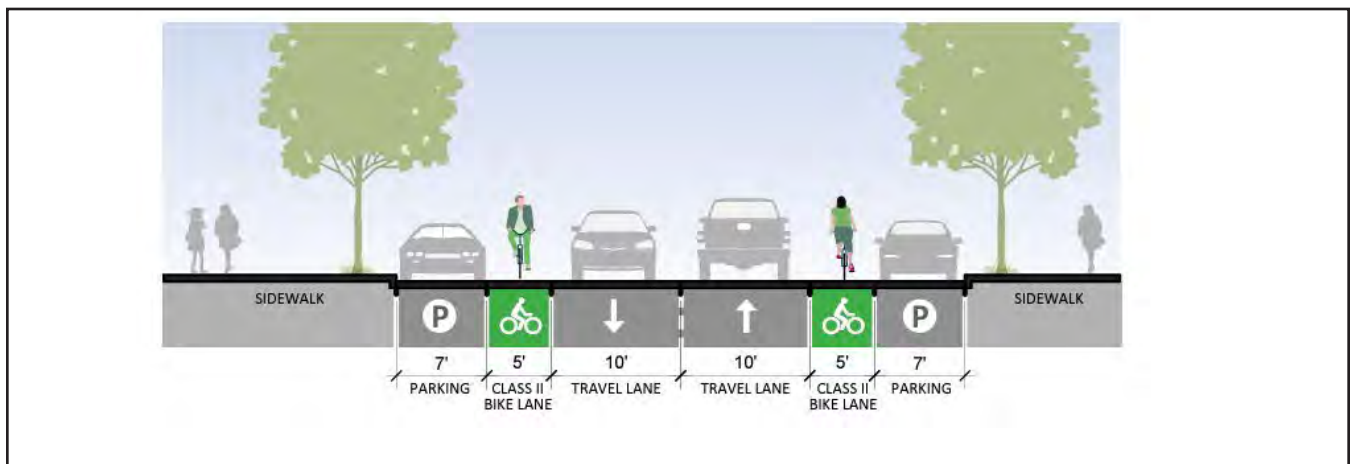 SIDEWALK
SIDEWALK
P
P
7'
5'
10'
10'
5'
7'
PARKING
CLASS II
BIKE LANE
TRAVEL LANE
TRAVEL LANE
CLASS II
BIKE LANE
PARKING